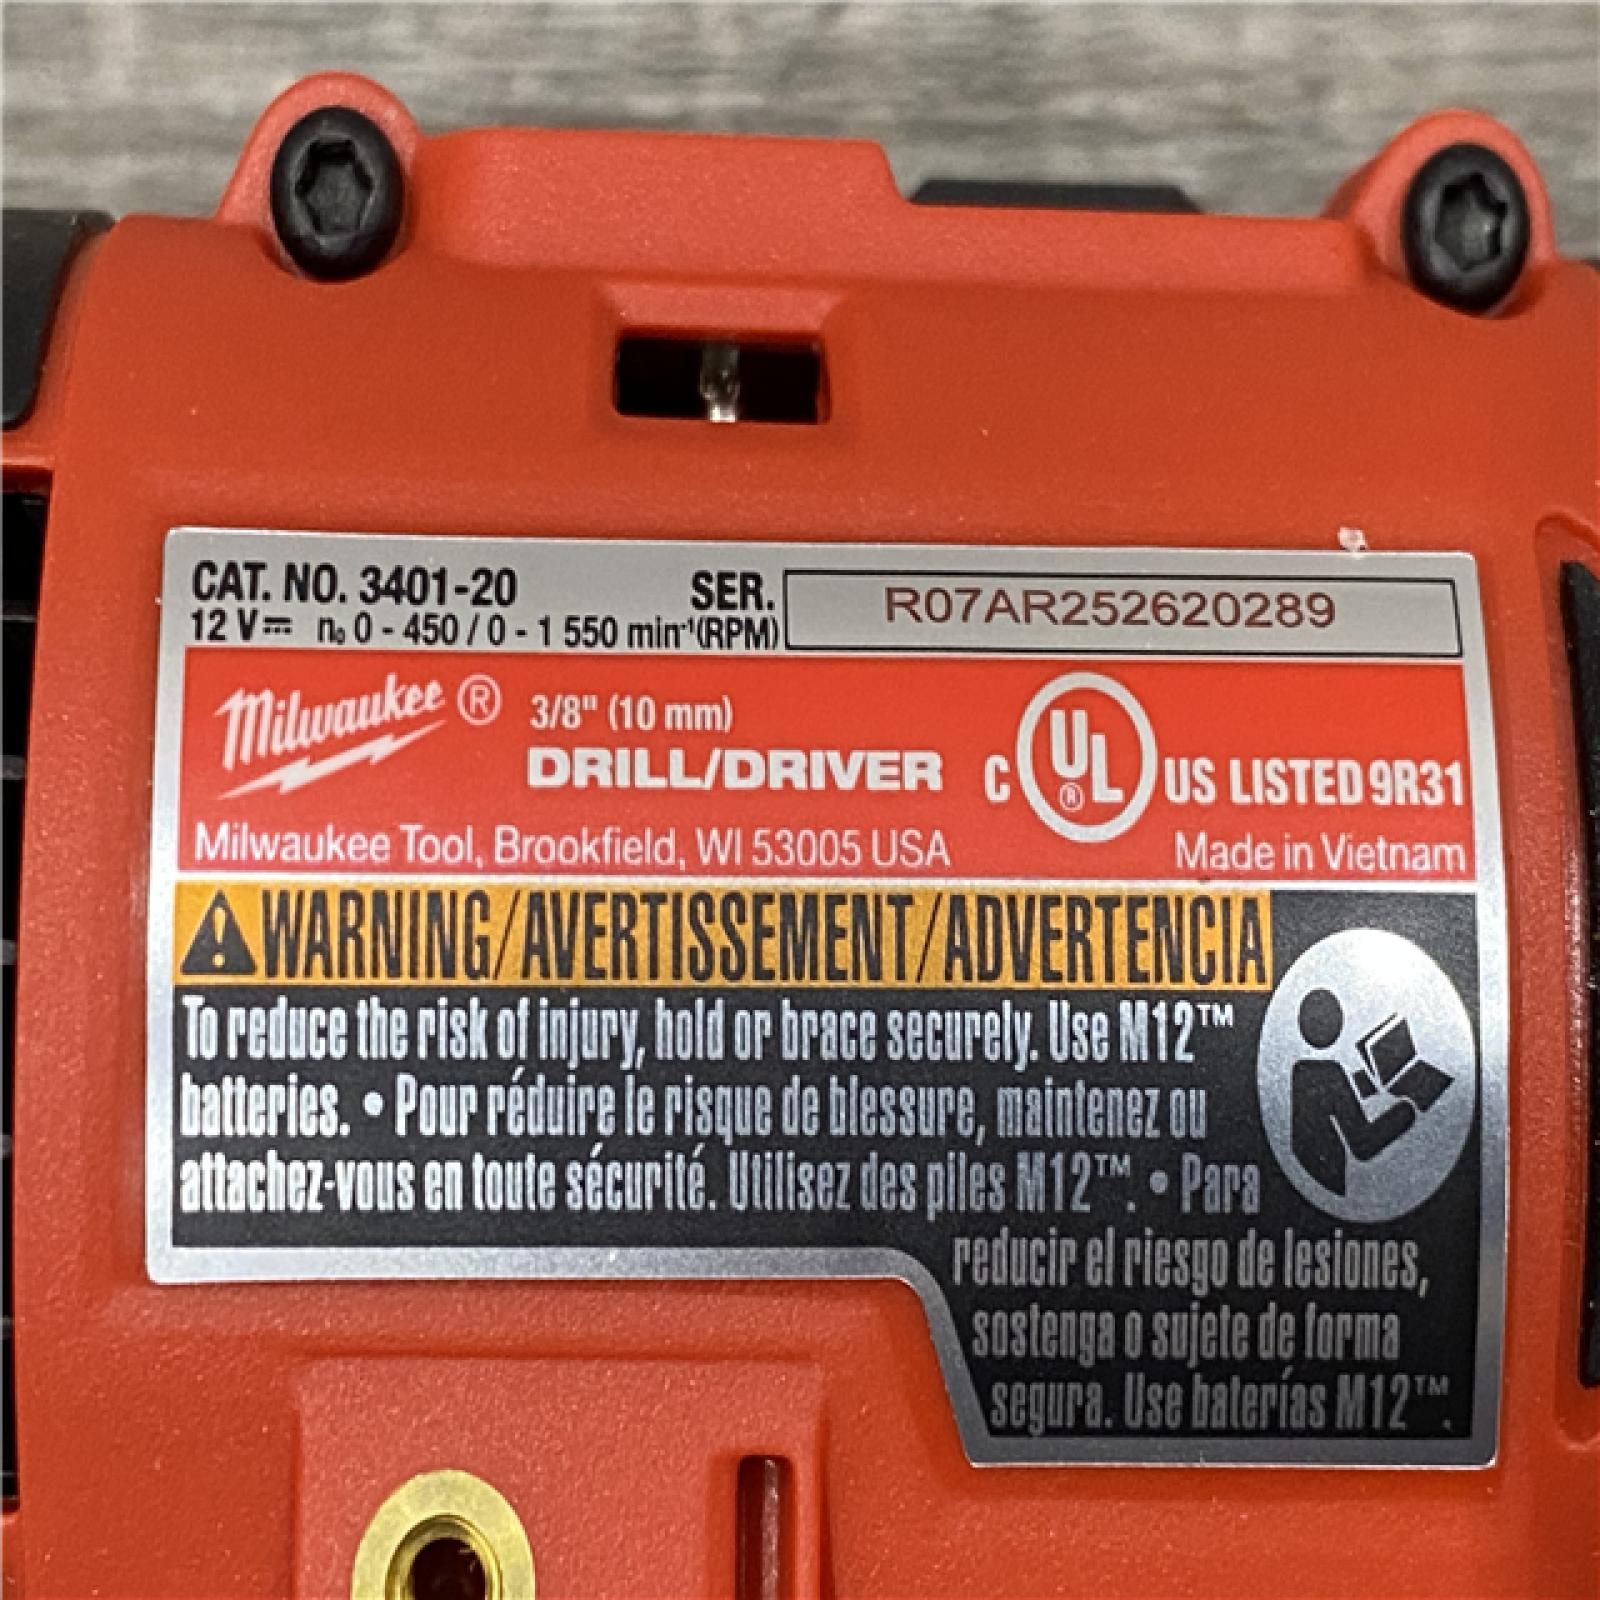 CAT. NO. 3401-20 SER. R07AR252620289
12 V⎓ n₀ 0 - 450 / 0 - 1 550 min⁻¹(RPM)
Milwaukee® 3/8" (10 mm)
DRILL/DRIVER C UL® US LISTED 9R31
Milwaukee Tool, Brookfield, WI 53005 USA Made in Vietnam
⚠WARNING/AVERTISSEMENT/ADVERTENCIA
To reduce the risk of injury, hold or brace securely. Use M12™
batteries. • Pour réduire le risque de blessure, maintenez ou
attachez-vous en toute sécurité. Utilisez des piles M12™. • Para
reducir el riesgo de lesiones,
sostenga o sujete de forma
segura. Use baterías M12™.